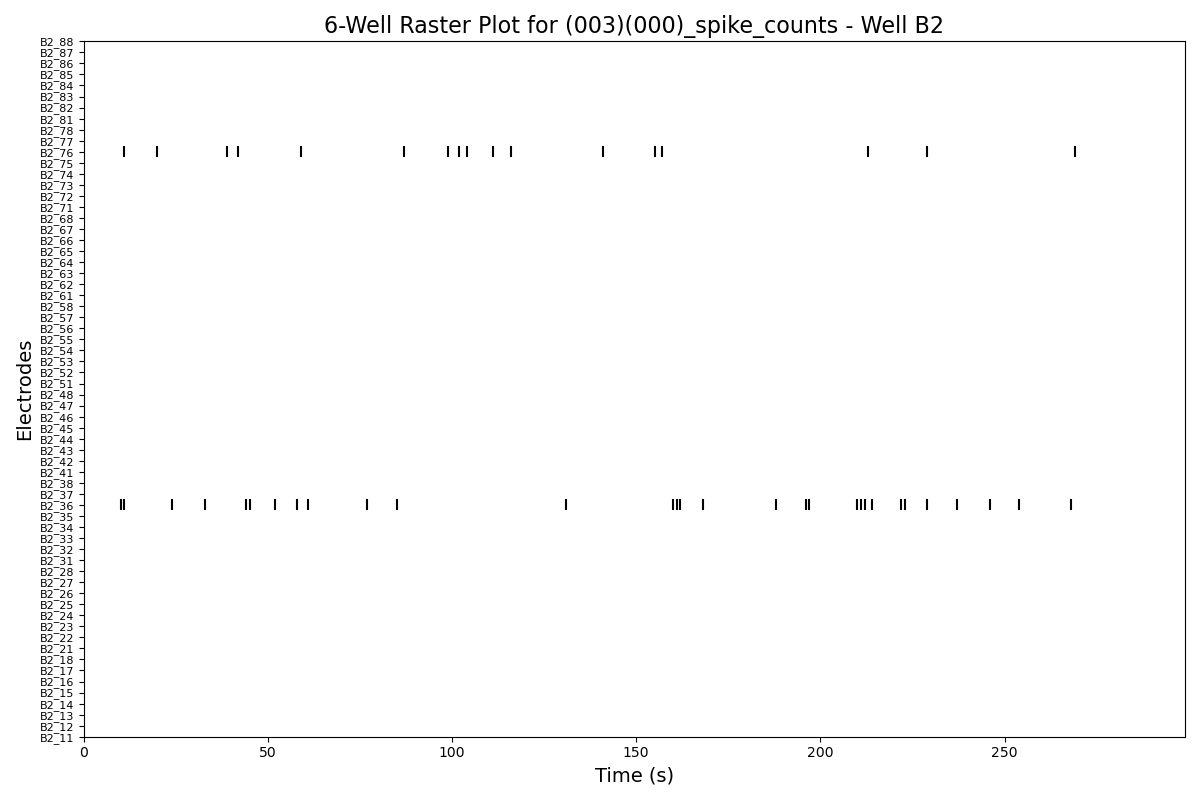 6-Well Raster Plot for (003)(000)_spike_counts - Well B2
Electrodes
B2_88
B2_87
B2_86
B2_85
B2_84
B2_83
B2_82
B2_81
B2_78
B2_77
B2_76
B2_75
B2_74
B2_73
B2_72
B2_71
B2_68
B2_67
B2_66
B2_65
B2_64
B2_63
B2_62
B2_61
B2_58
B2_57
B2_56
B2_55
B2_54
B2_53
B2_52
B2_51
B2_48
B2_47
B2_46
B2_45
B2_44
B2_43
B2_42
B2_41
B2_38
B2_37
B2_36
B2_35
B2_34
B2_33
B2_32
B2_31
B2_28
B2_27
B2_26
B2_25
B2_24
B2_23
B2_22
B2_21
B2_18
B2_17
B2_16
B2_15
B2_14
B2_13
B2_12
B2_11
0 50 100 150 200 250
Time (s)